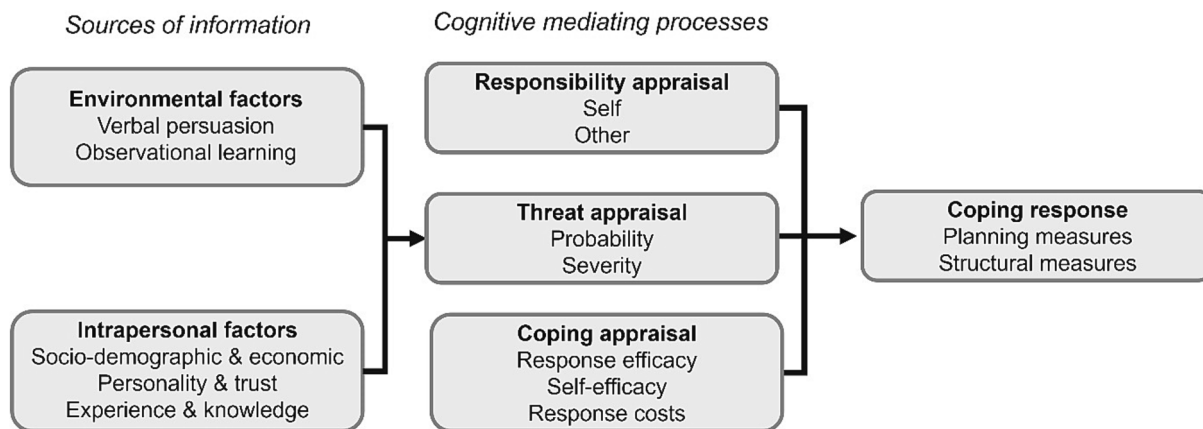 Sources of information
Cognitive mediating processes
Environmental factors
Verbal persuasion
Observational learning
Intrapersonal factors
Socio-demographic & economic
Personality & trust
Experience & knowledge
Responsibility appraisal
Self
Other
Threat appraisal
Probability
Severity
Coping appraisal
Response efficacy
Self-efficacy
Response costs
Coping response
Planning measures
Structural measures